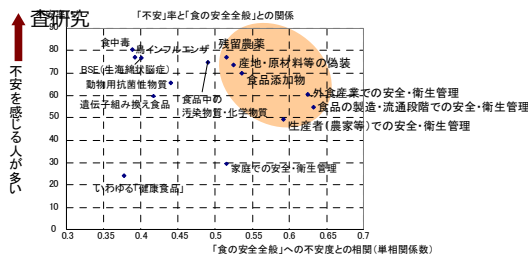 査研究
「不安」率と「食の安全全般」との関係
90
80
70
60
50
40
30
20
10
0
0.3
0.35
0.4
0.45
0.5
0.55
0.6
0.65
0.7
食中毒
鳥インフルエンザ
残留農薬
産地・原材料等の偽装
BSE(牛海綿状脳症)
食品添加物
動物用抗菌性物質
外食産業での安全・衛生管理
遺伝子組み換え食品
食品中の
汚染物質・化学物質
食品の製造・流通段階での安全・衛生管理
生産者(農家等)での安全・衛生管理
家庭での安全・衛生管理
いわゆる「健康食品」
不安を感じる人が多い
「食の安全全般」への不安度との相関(単相関係数)